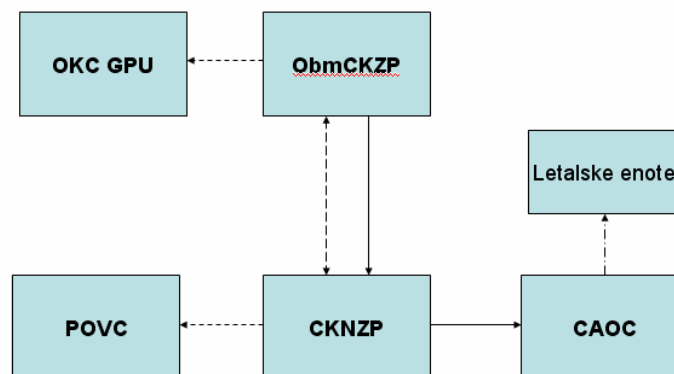 OKC GPU
ObmCKZP
Letalske enote
POVC
CKNZP
CAOC